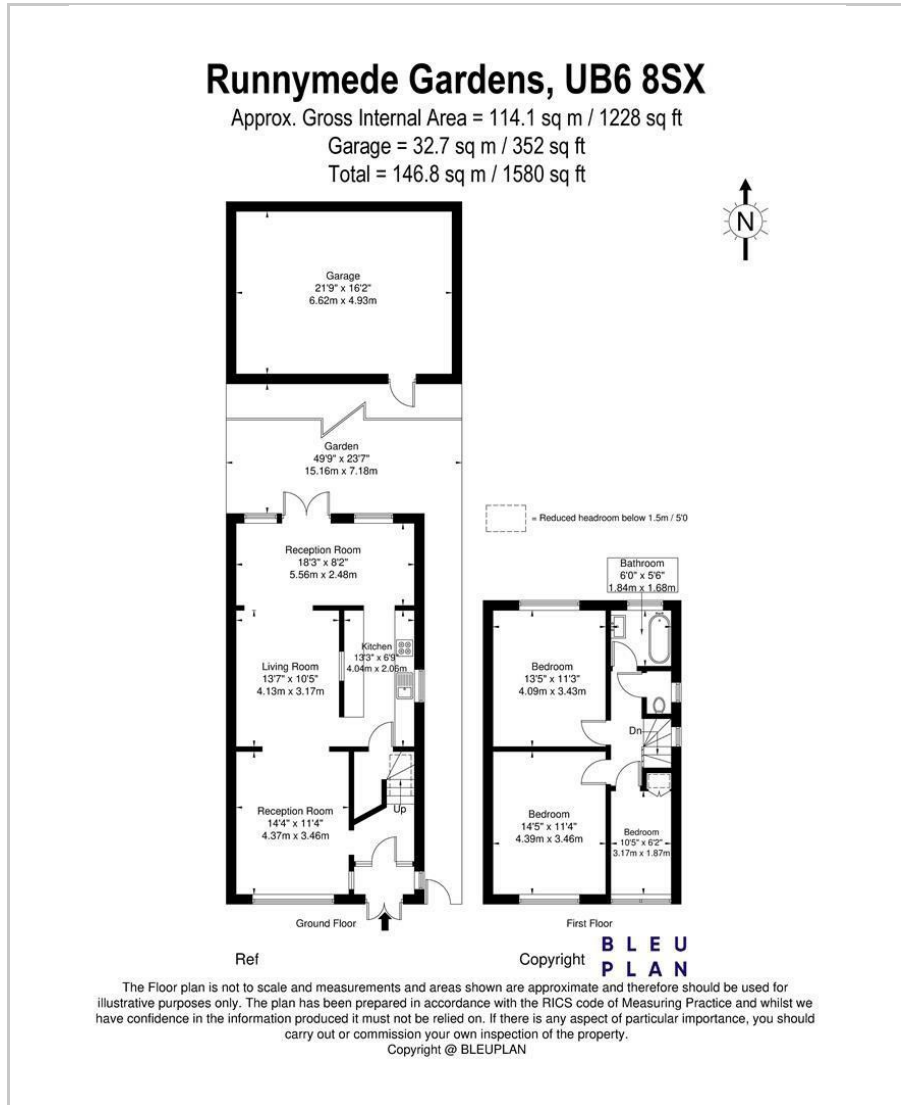 Runnymede Gardens, UB6 8SX
Approx. Gross Internal Area = 114.1 sq m / 1228 sq ft
Garage = 32.7 sq m / 352 sq ft
Total = 146.8 sq m / 1580 sq ft
N
Garage
21'9" x 16'2"
6.62m x 4.93m
Garden
49'9" x 23'7"
15.16m x 7.18m
= Reduced headroom below 1.5m / 5'0
Reception Room
18'3" x 8'2"
5.56m x 2.48m
Bathroom
6'0" x 5'6"
1.84m x 1.68m
Kitchen
13'3" x 6'9"
4.04m x 2.06m
Living Room
13'7" x 10'5"
4.13m x 3.17m
Bedroom
13'5" x 11'3"
4.09m x 3.43m
Dn
Up
Reception Room
14'4" x 11'4"
4.37m x 3.46m
Bedroom
14'5" x 11'4"
4.39m x 3.46m
Bedroom
10'5" x 6'2"
3.17m x 1.87m
Ground Floor
First Floor
Ref
Copyright
BLEU
PLAN
The Floor plan is not to scale and measurements and areas shown are approximate and therefore should be used for
illustrative purposes only. The plan has been prepared in accordance with the RICS code of Measuring Practice and whilst we
have confidence in the information produced it must not be relied on. If there is any aspect of particular importance, you should
carry out or commission your own inspection of the property.
Copyright @ BLEUPLAN